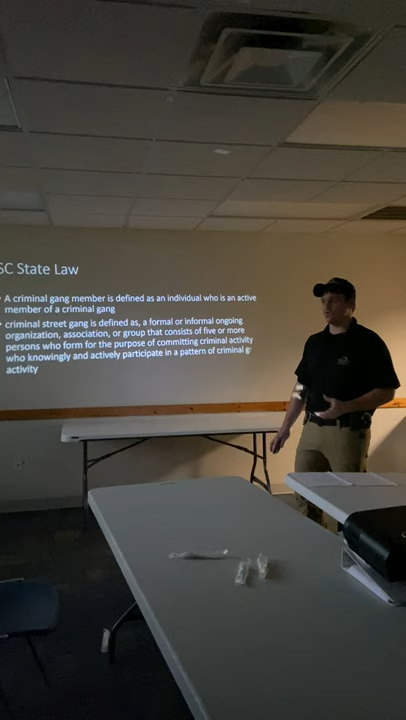 SC State Law
A criminal gang member is defined as an individual who is an active
member of a criminal gang
criminal street gang is defined as, a formal or informal ongoing
organization, association, or group that consists of five or more
persons who form for the purpose of committing criminal activity
who knowingly and actively participate in a pattern of criminal g
activity